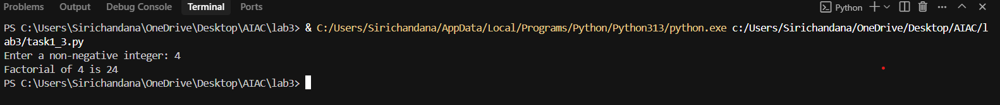 Problems Output Debug Console Terminal Ports Python
PS C:\Users\Sirichandana\OneDrive\Desktop\AIAC\lab3> & C:/Users/Sirichandana/AppData/Local/Programs/Python/Python313/python.exe c:/Users/Sirichandana/OneDrive/Desktop/AIAC/l
ab3/task1_3.py
Enter a non-negative integer: 4
Factorial of 4 is 24
PS C:\Users\Sirichandana\OneDrive\Desktop\AIAC\lab3>